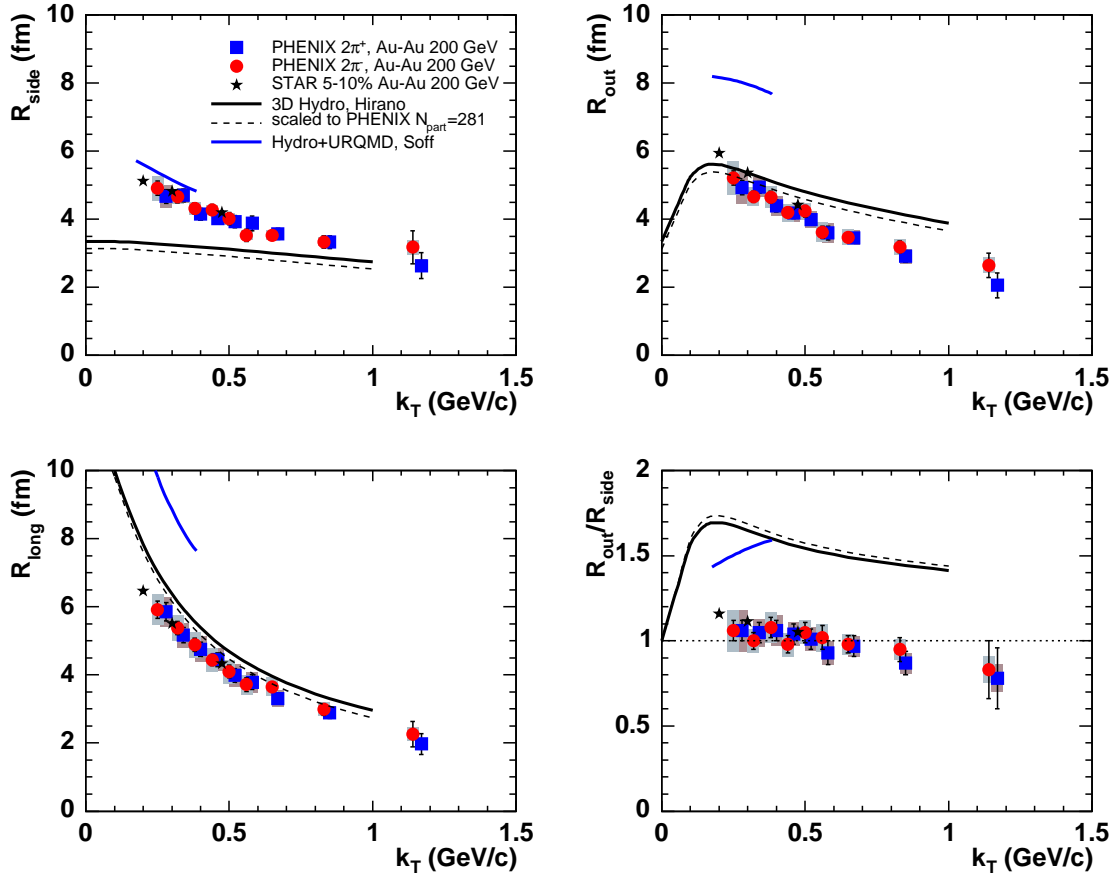 R_side (fm)
10
8
6
4
2
0
PHENIX 2π⁺, Au-Au 200 GeV
PHENIX 2π⁻, Au-Au 200 GeV
STAR 5-10% Au-Au 200 GeV
3D Hydro, Hirano
scaled to PHENIX N_part=281
Hydro+URQMD, Soff
0 0.5 1 1.5
k_T (GeV/c)
R_out (fm)
10
8
6
4
2
0
0 0.5 1 1.5
k_T (GeV/c)
R_long (fm)
10
8
6
4
2
0
0 0.5 1 1.5
k_T (GeV/c)
R_out/R_side
2
1.5
1
0.5
0
0 0.5 1 1.5
k_T (GeV/c)